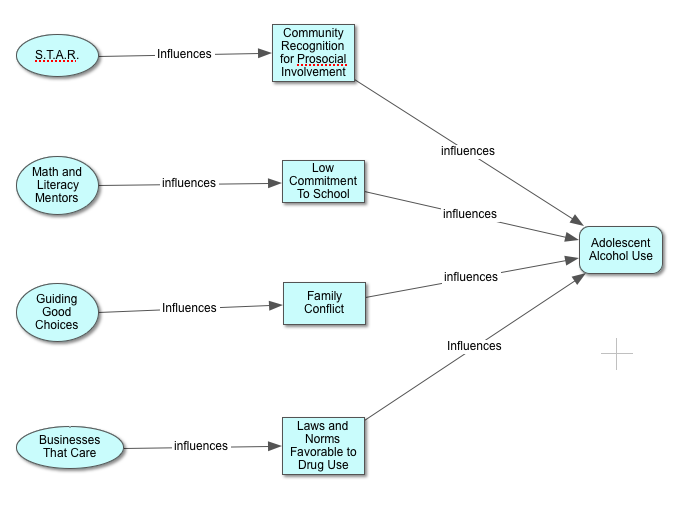 S.T.A.R.
Influences
Community
Recognition
for Prosocial
Involvement
influences
Math and
Literacy
Mentors
influences
Low
Commitment
To School
influences
Adolescent
Alcohol Use
Guiding
Good
Choices
Influences
Family
Conflict
influences
Influences
Businesses
That Care
influences
Laws and
Norms
Favorable to
Drug Use